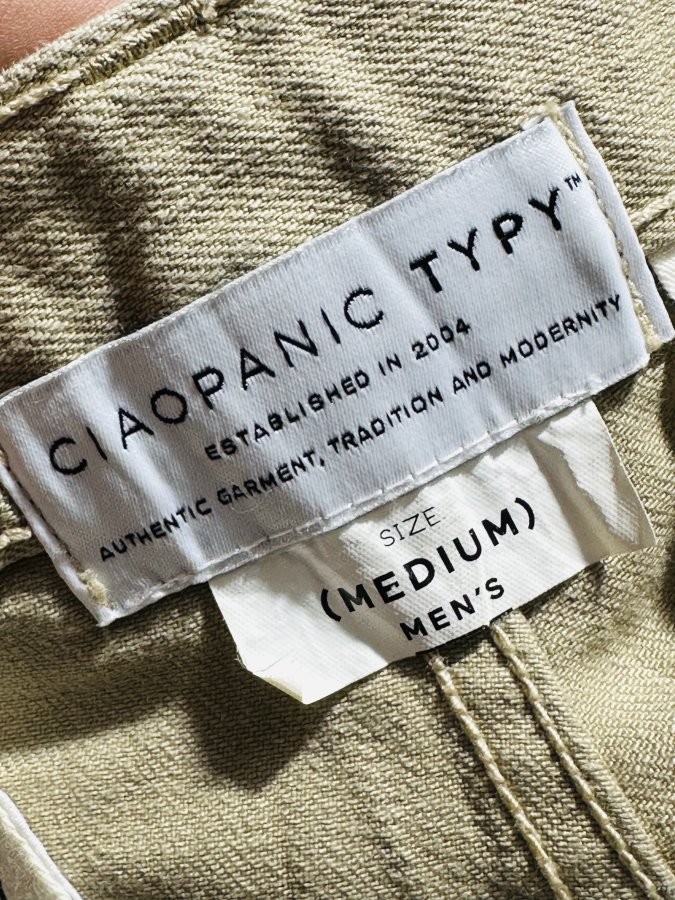 CIAOPANIC TYPY™
ESTABLISHED IN 2004
AUTHENTIC GARMENT, TRADITION AND MODERNITY
SIZE
(MEDIUM)
MEN'S